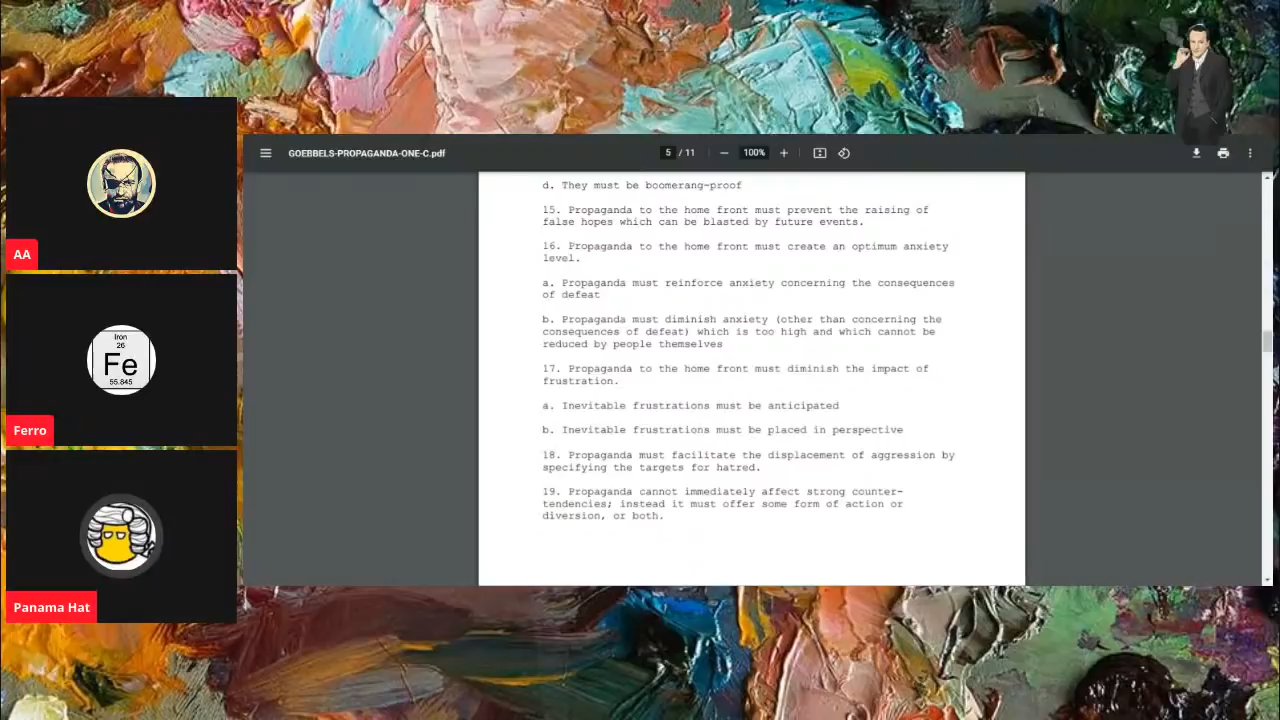 GOEBBELS-PROPAGANDA-ONE-C.pdf
5 / 11
100%
AA
Iron
26
Fe
55.845
Ferro
Panama Hat
d. They must be boomerang-proof
15. Propaganda to the home front must prevent the raising of
false hopes which can be blasted by future events.
16. Propaganda to the home front must create an optimum anxiety
level.
a. Propaganda must reinforce anxiety concerning the consequences
of defeat
b. Propaganda must diminish anxiety (other than concerning the
consequences of defeat) which is too high and which cannot be
reduced by people themselves
17. Propaganda to the home front must diminish the impact of
frustration.
a. Inevitable frustrations must be anticipated
b. Inevitable frustrations must be placed in perspective
18. Propaganda must facilitate the displacement of aggression by
specifying the targets for hatred.
19. Propaganda cannot immediately affect strong counter-
tendencies; instead it must offer some form of action or
diversion, or both.